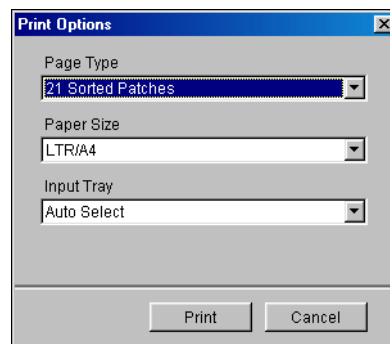 Print Options
Page Type
21 Sorted Patches
Paper Size
LTR/A4
Input Tray
Auto Select
Print Cancel